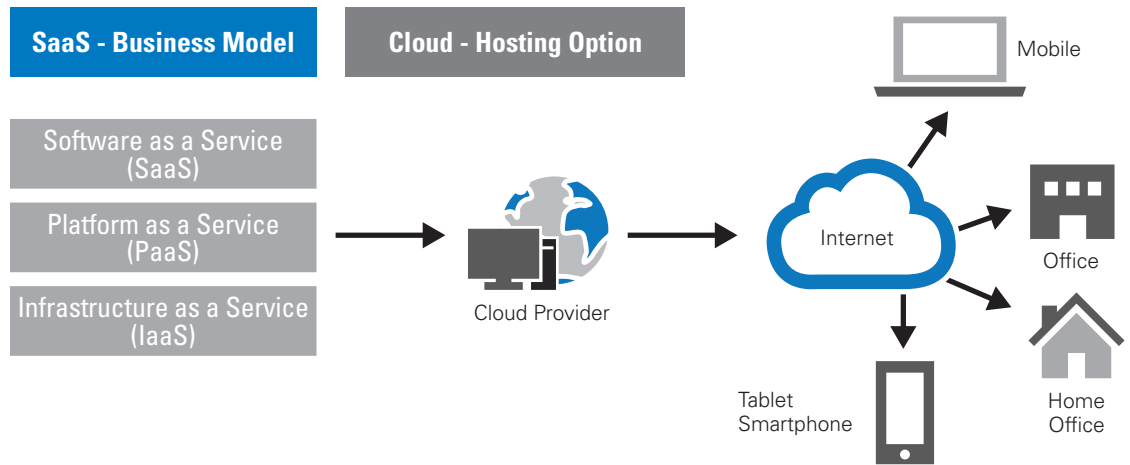 SaaS - Business Model
Cloud - Hosting Option
Software as a Service
(SaaS)
Platform as a Service
(PaaS)
Infrastructure as a Service
(IaaS)
Cloud Provider
Internet
Mobile
Office
Home
Office
Tablet
Smartphone